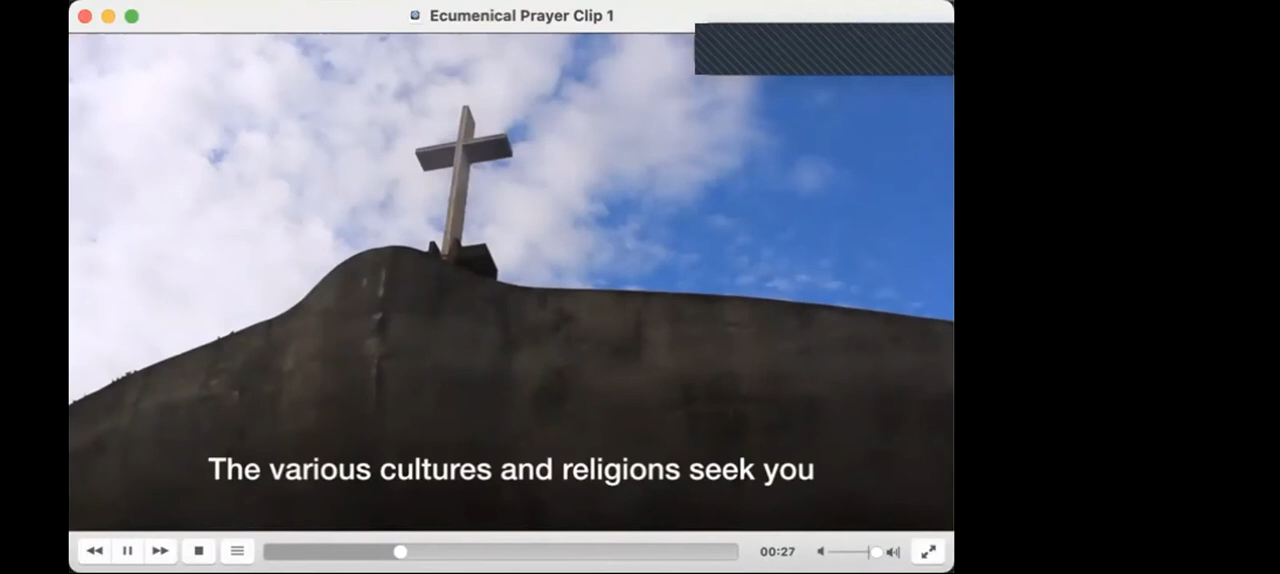 Ecumenical Prayer Clip 1
The various cultures and religions seek you
00:27